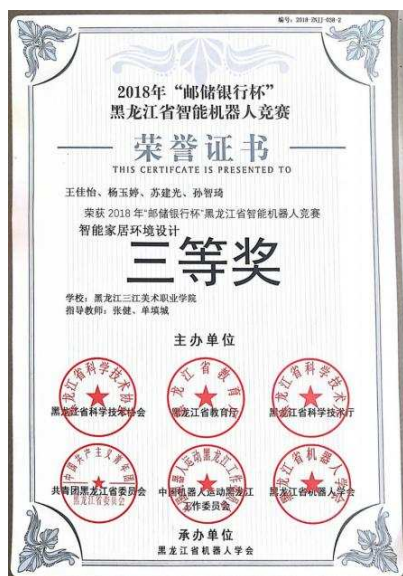 编号：2018-ZNJJ-038-2
2018年“邮储银行杯”
黑龙江省智能机器人竞赛
荣誉证书
THIS CERTIFCATE IS PRESENTED TO
王佳怡、杨玉婷、苏建光、孙智琦
荣获 2018 年“邮储银行杯”黑龙江省智能机器人竞赛
智能家居环境设计
三等奖
学校：黑龙江三江美术职业学院
指导教师：张健、单填城
主办单位
黑龙江省科学技术协会
黑龙江省教育厅
黑龙江省科学技术厅
共青团黑龙江省委员会
中国机器人运动黑龙江
工作委员会
黑龙江省机器人学会
承办单位
黑龙江省机器人学会